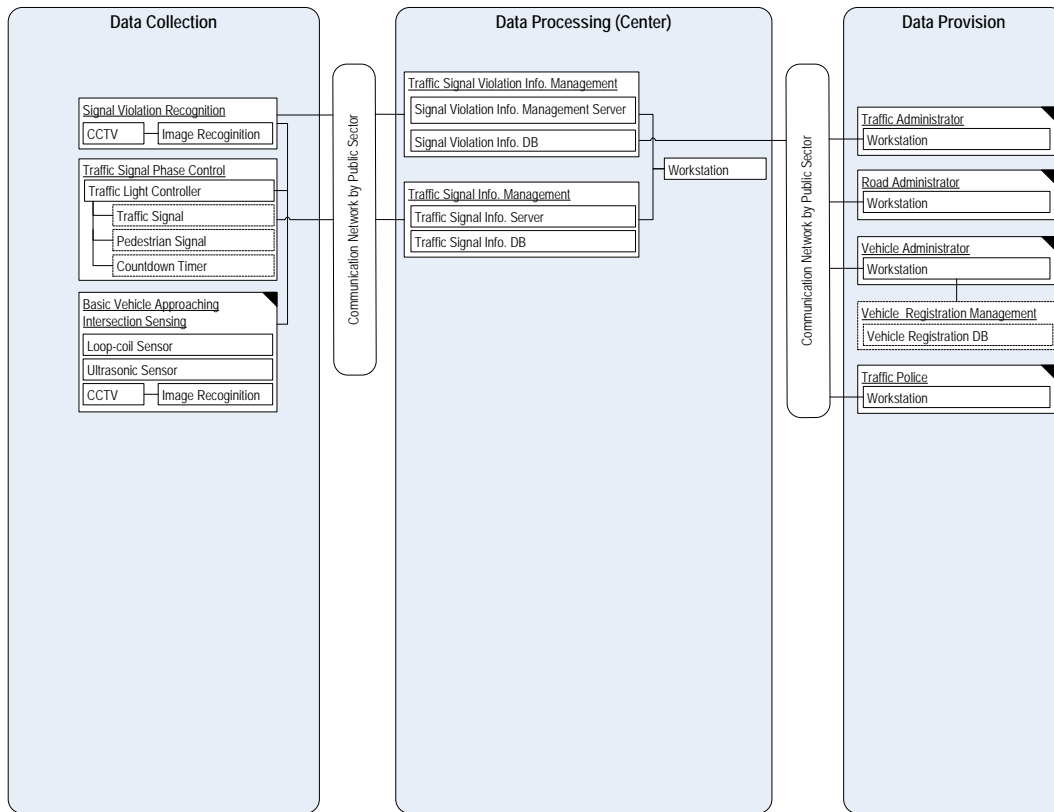 Data Collection
Signal Violation Recognition
CCTV
Image Recoginition
Traffic Signal Phase Control
Traffic Light Controller
Traffic Signal
Pedestrian Signal
Countdown Timer
Basic Vehicle Approaching
Intersection Sensing
Loop-coil Sensor
Ultrasonic Sensor
CCTV
Image Recoginition
Communication Network by Public Sector
Data Processing (Center)
Traffic Signal Violation Info. Management
Signal Violation Info. Management Server
Signal Violation Info. DB
Workstation
Traffic Signal Info. Management
Traffic Signal Info. Server
Traffic Signal Info. DB
Communication Network by Public Sector
Data Provision
Traffic Administrator
Workstation
Road Administrator
Workstation
Vehicle Administrator
Workstation
Vehicle Registration Management
Vehicle Registration DB
Traffic Police
Workstation